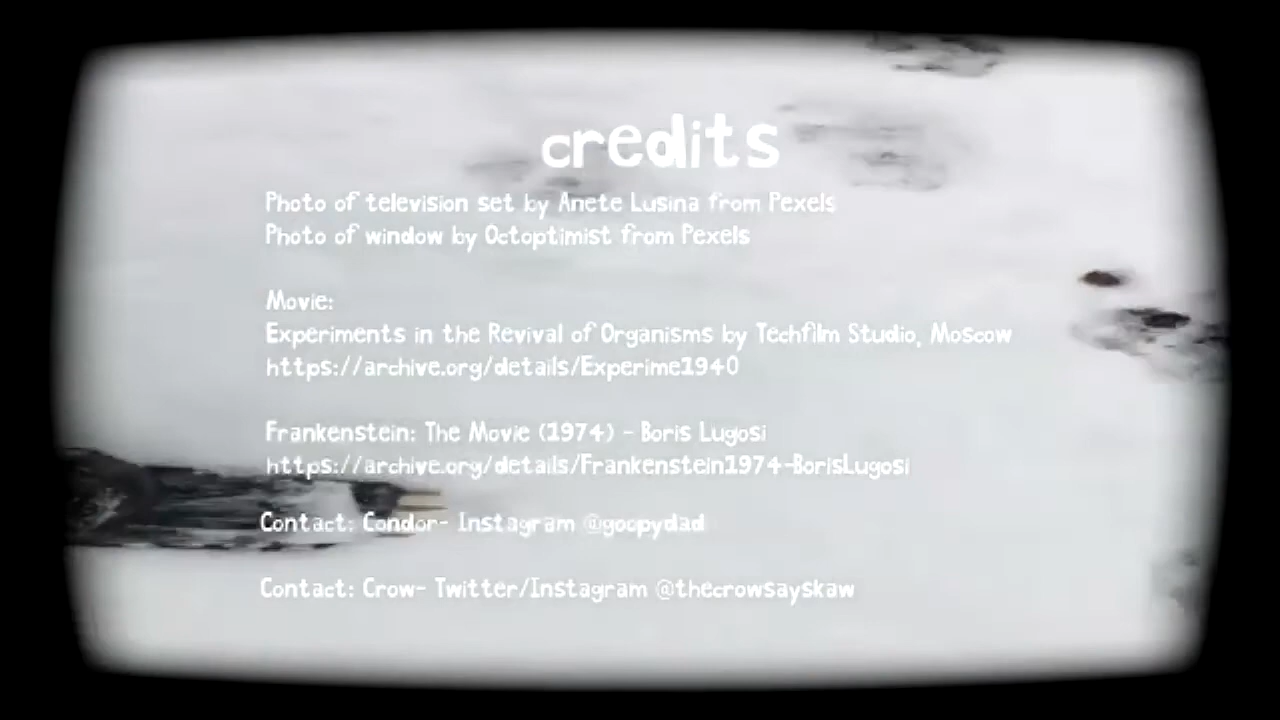 credits
Photo of television set by Anete Lusina from Pexels
Photo of window by Octoptimist from Pexels
Movie:
Experiments in the Revival of Organisms by Techfilm Studio, Moscow
https://archive.org/details/Experime1940
Frankenstein: The Movie (1974) - Boris Lugosi
https://archive.org/details/Frankenstein1974-BorisLugosi
Contact: Condor- Instagram @goopydad
Contact: Crow- Twitter/Instagram @thecrowsayskaw